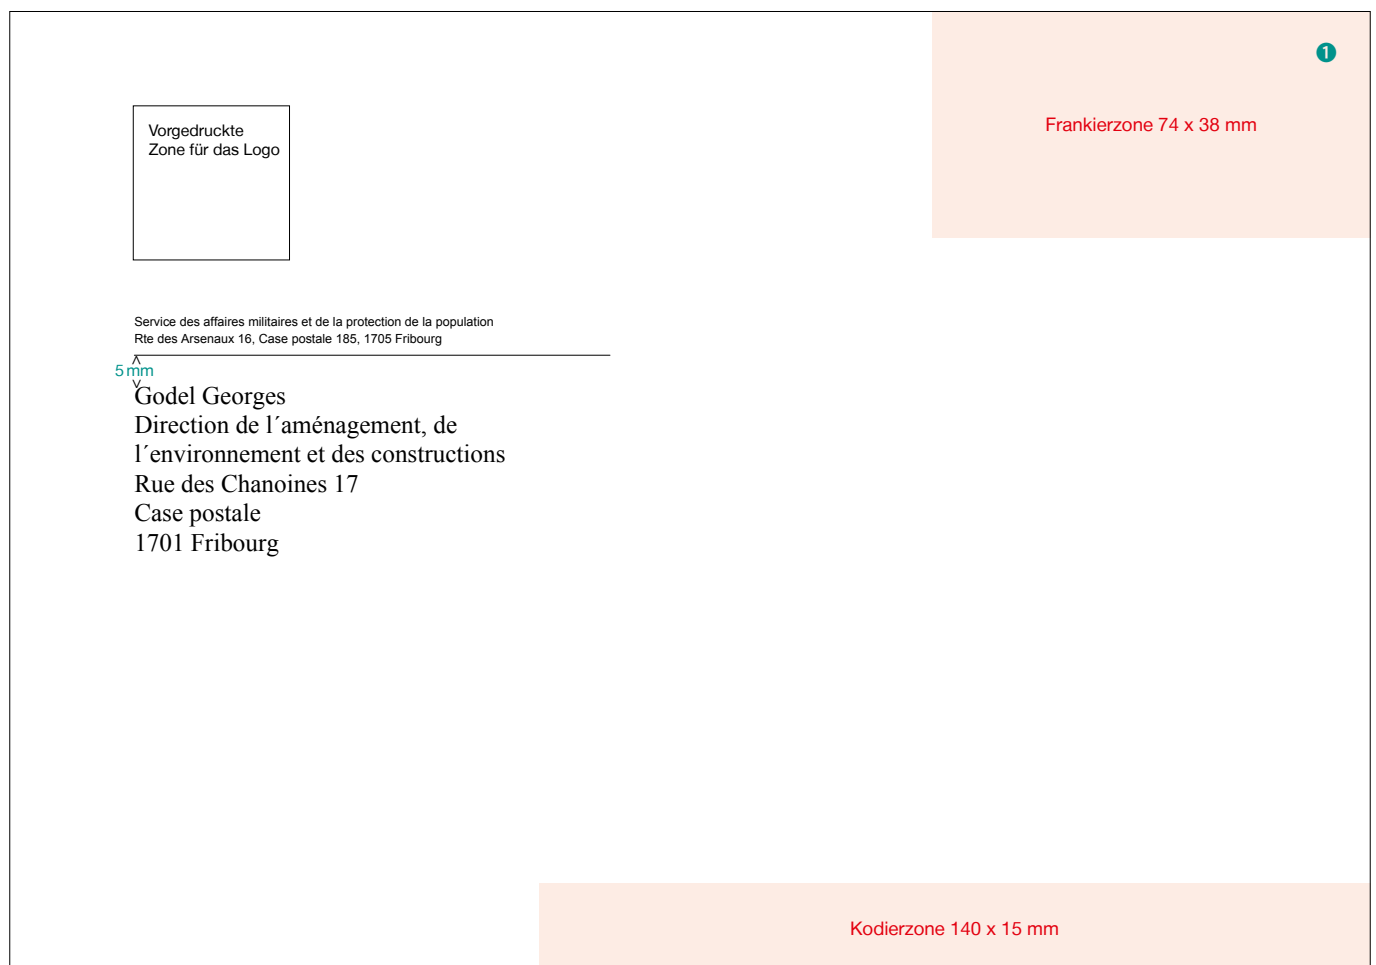 ❶
Frankierzone 74 x 38 mm
Vorgedruckte
Zone für das Logo
Service des affaires militaires et de la protection de la population
Rte des Arsenaux 16, Case postale 185, 1705 Fribourg
5 mm
Godel Georges
Direction de l´aménagement, de
l´environnement et des constructions
Rue des Chanoines 17
Case postale
1701 Fribourg
Kodierzone 140 x 15 mm